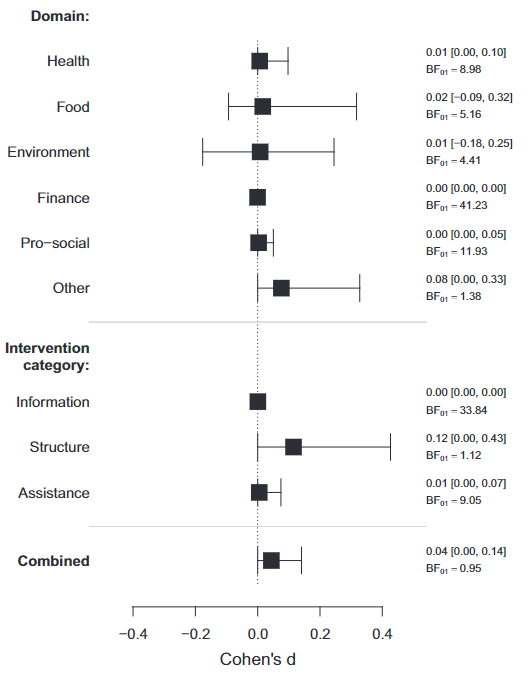 Domain:
Health
0.01 [0.00, 0.10]
BF01 = 8.98
Food
0.02 [−0.09, 0.32]
BF01 = 5.16
Environment
0.01 [−0.18, 0.25]
BF01 = 4.41
Finance
0.00 [0.00, 0.00]
BF01 = 41.23
Pro−social
0.00 [0.00, 0.05]
BF01 = 11.93
Other
0.08 [0.00, 0.33]
BF01 = 1.38
Intervention
category:
Information
0.00 [0.00, 0.00]
BF01 = 33.84
Structure
0.12 [0.00, 0.43]
BF01 = 1.12
Assistance
0.01 [0.00, 0.07]
BF01 = 9.05
Combined
0.04 [0.00, 0.14]
BF01 = 0.95
−0.4 −0.2 0.0 0.2 0.4
Cohen's d